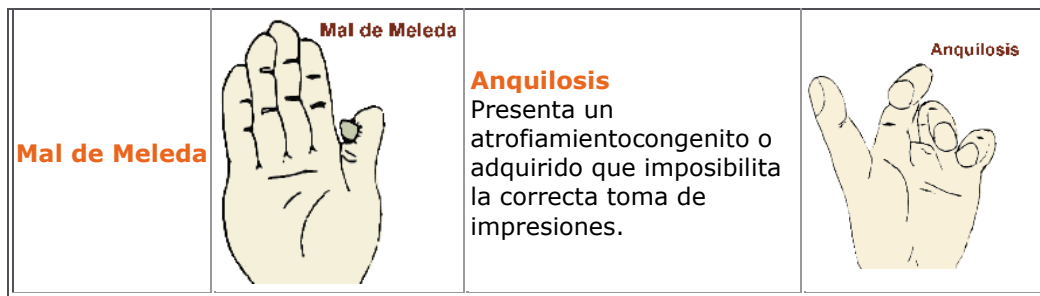 Mal de Meleda
Mal de Meleda
Anquilosis
Presenta un
atrofiamientocongenito o
adquirido que imposibilita
la correcta toma de
impresiones.
Anquilosis